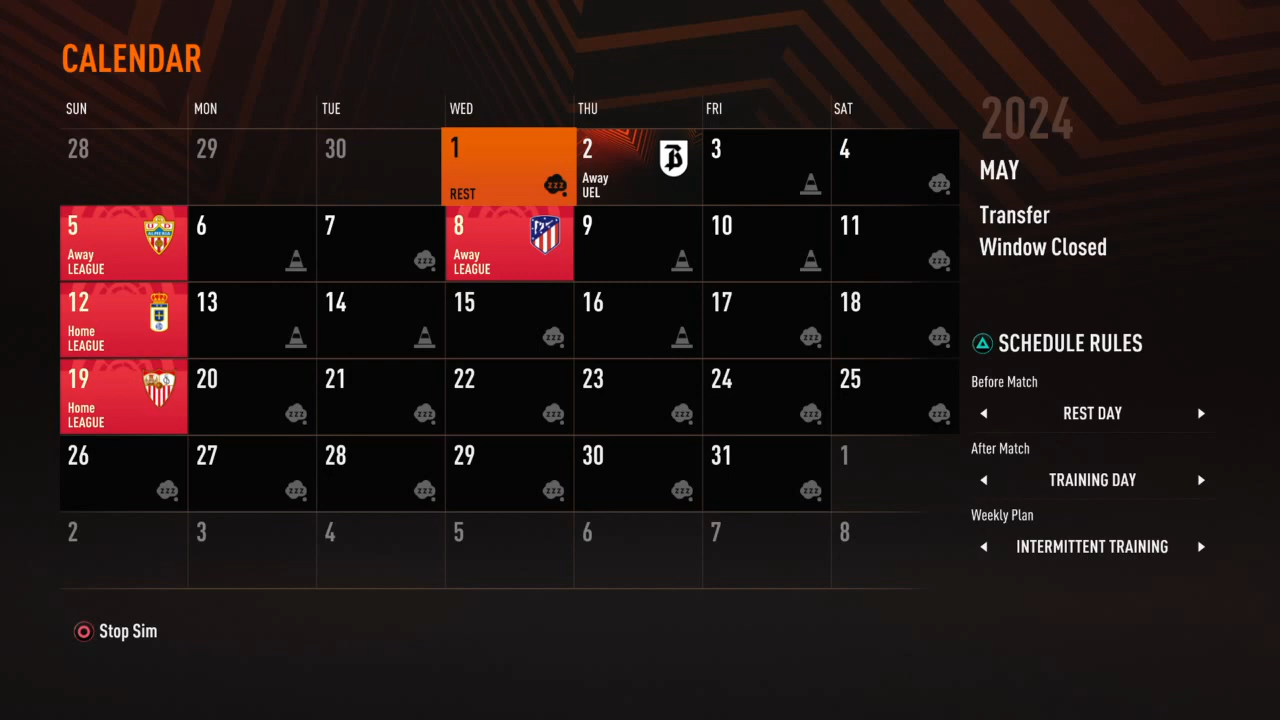 CALENDAR
SUN MON TUE WED THU FRI SAT
28 29 30 1 2 3 4
REST
Away
UEL
5 6 7 8 9 10 11
Away
LEAGUE
Away
LEAGUE
12 13 14 15 16 17 18
Home
LEAGUE
19 20 21 22 23 24 25
Home
LEAGUE
26 27 28 29 30 31 1
2 3 4 5 6 7 8
Stop Sim
2024
MAY
Transfer
Window Closed
SCHEDULE RULES
Before Match
REST DAY
After Match
TRAINING DAY
Weekly Plan
INTERMITTENT TRAINING